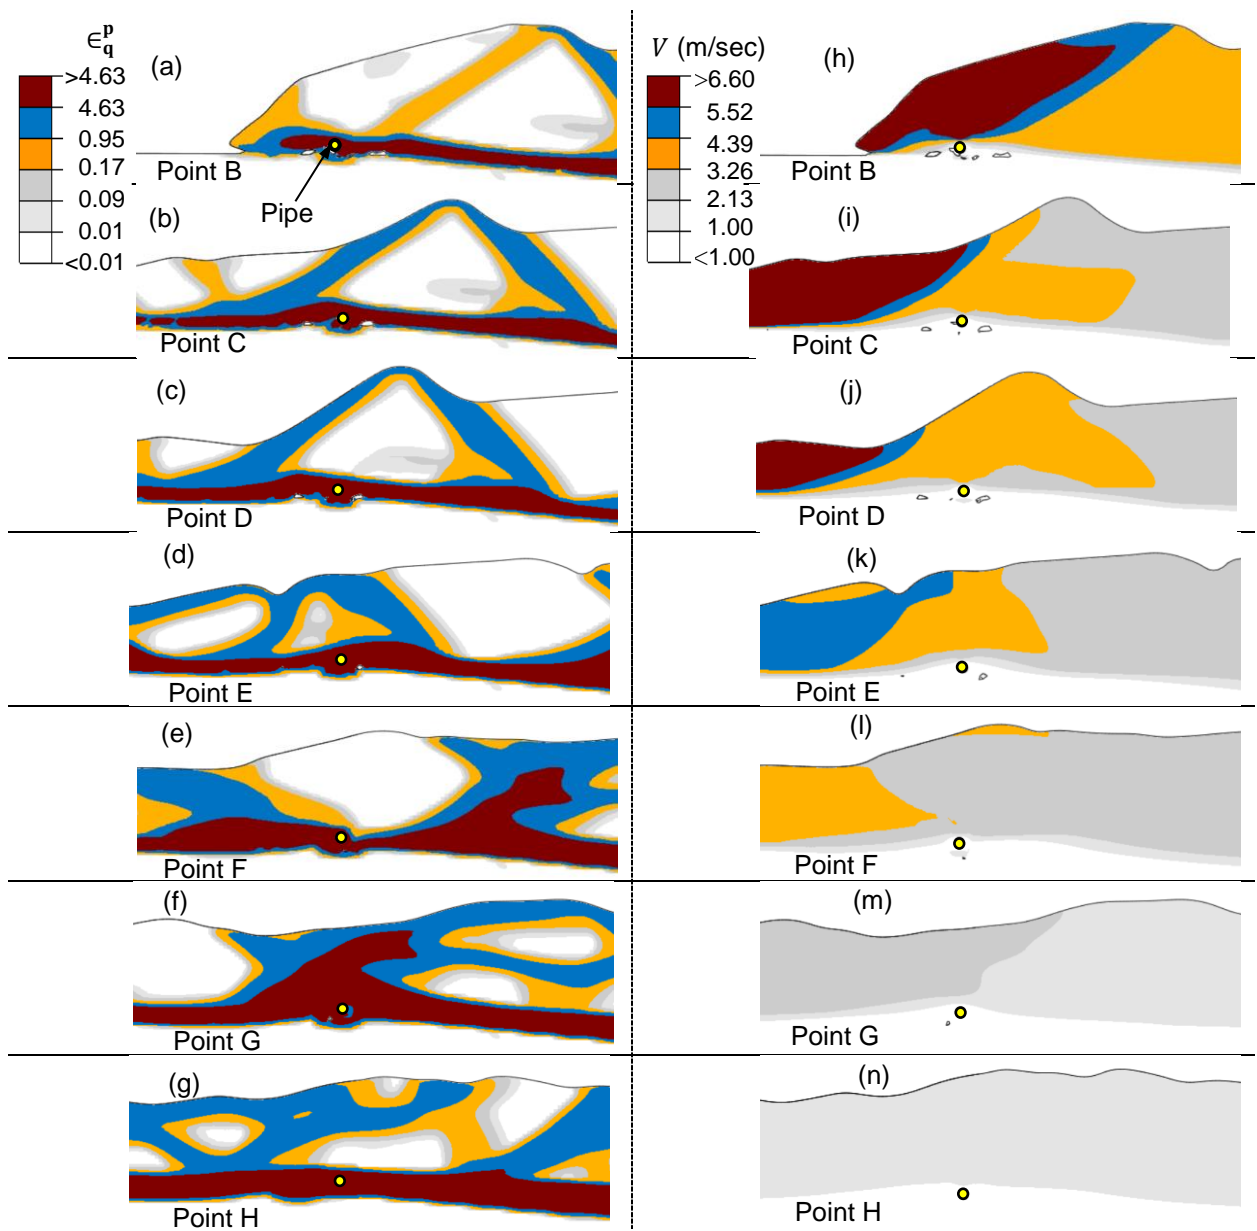 ∈qp
>4.63
4.63
0.95
0.17
0.09
0.01
<0.01
(a)
Point B
Pipe
(b)
Point C
(c)
Point D
(d)
Point E
(e)
Point F
(f)
Point G
(g)
Point H
V (m/sec)
>6.60
5.52
4.39
3.26
2.13
1.00
<1.00
(h)
Point B
(i)
Point C
(j)
Point D
(k)
Point E
(l)
Point F
(m)
Point G
(n)
Point H